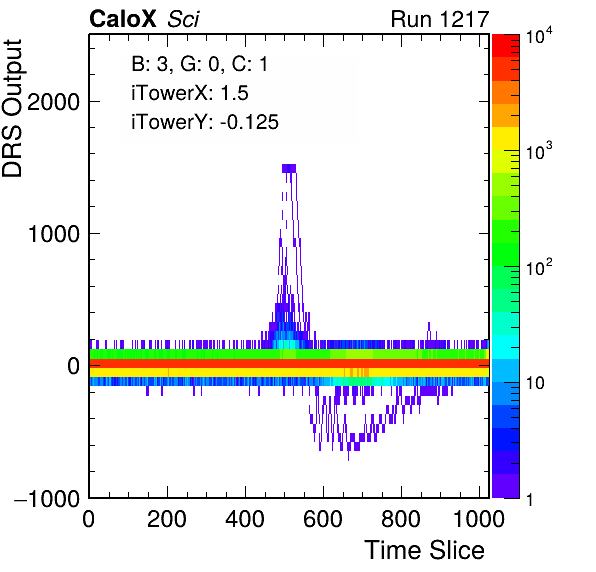 CaloX Sci Run 1217
B: 3, G: 0, C: 1
iTowerX: 1.5
iTowerY: -0.125
DRS Output
2000
1000
0
−1000
0 200 400 600 800 1000
Time Slice
10^4
10^3
10^2
10
1